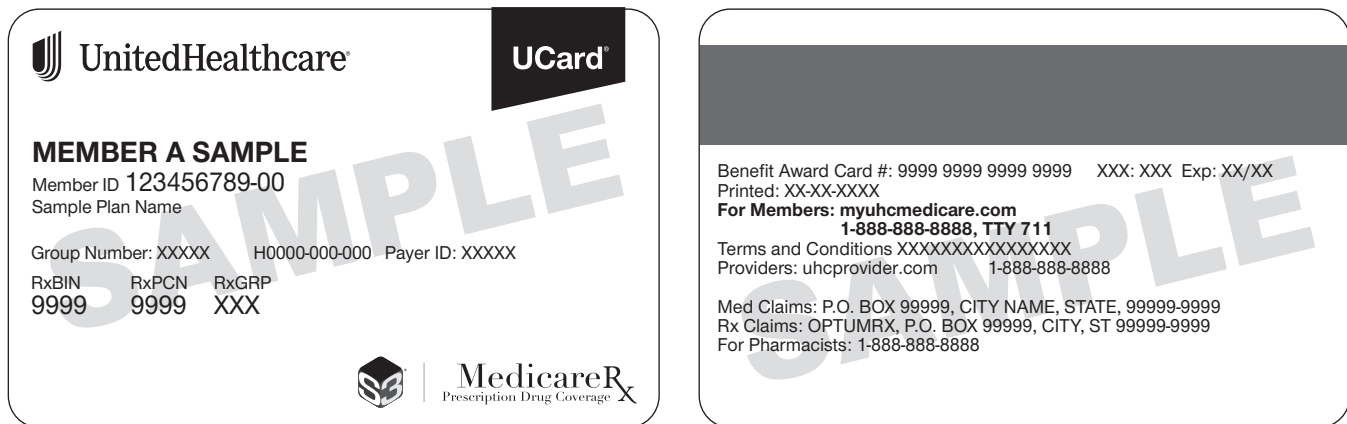 UnitedHealthcare®
UCard®
MEMBER A SAMPLE
Member ID 123456789-00
Sample Plan Name
Group Number: XXXXX H0000-000-000 Payer ID: XXXXX
RxBIN RxPCN RxGRP
9999 9999 XXX
S3®
MedicareRx
Prescription Drug Coverage
SAMPLE
Benefit Award Card #: 9999 9999 9999 9999 XXX: XXX Exp: XX/XX
Printed: XX-XX-XXXX
For Members: myuhcmedicare.com
1-888-888-8888, TTY 711
Terms and Conditions XXXXXXXXXXXXXXXX
Providers: uhcprovider.com 1-888-888-8888
Med Claims: P.O. BOX 99999, CITY NAME, STATE, 99999-9999
Rx Claims: OPTUMRX, P.O. BOX 99999, CITY, ST 99999-9999
For Pharmacists: 1-888-888-8888
SAMPLE